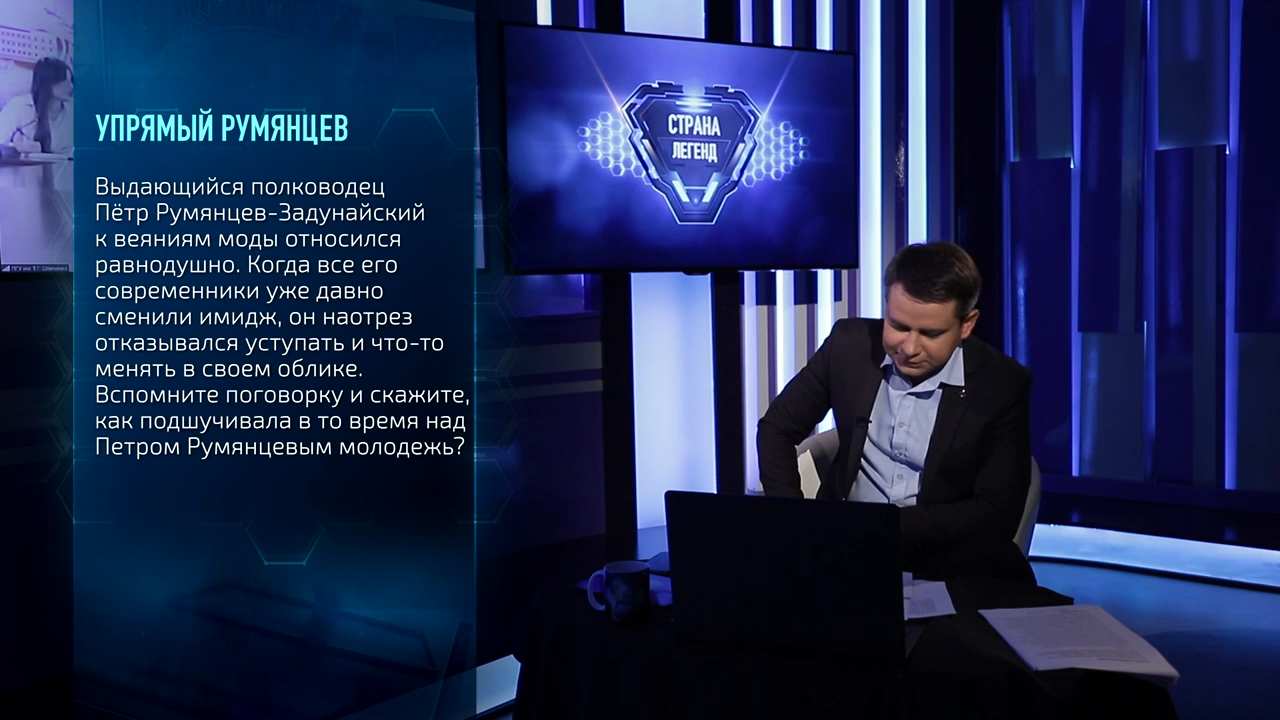 УПРЯМЫЙ РУМЯНЦЕВ
Выдающийся полководец
Пётр Румянцев-Задунайский
к веяниям моды относился
равнодушно. Когда все его
современники уже давно
сменили имидж, он наотрез
отказывался уступать и что-то
менять в своем облике.
Вспомните поговорку и скажите,
как подшучивала в то время над
Петром Румянцевым молодежь?
СТРАНА
ЛЕГЕНД